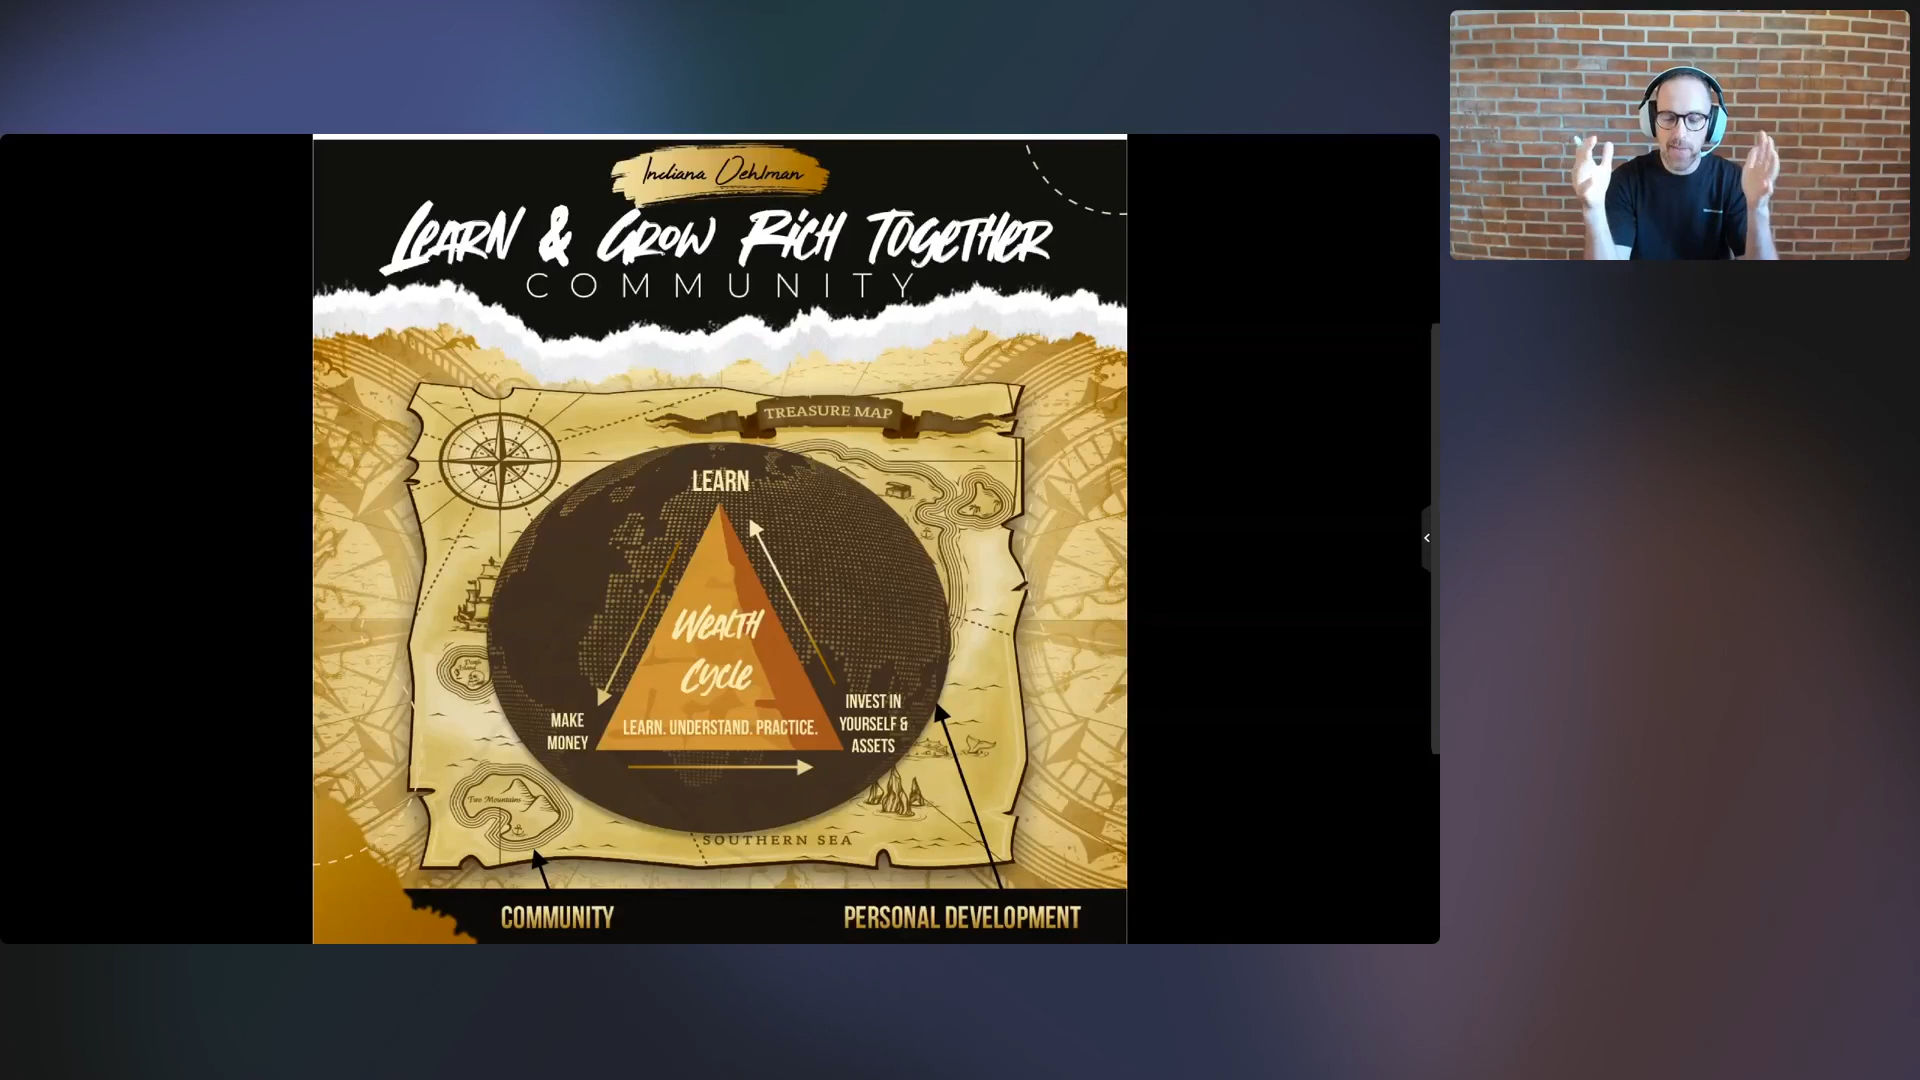 Indiana Oehlman
LEARN & GROW RICH TOGETHER
COMMUNITY
TREASURE MAP
LEARN
WEALTH
CYCLE
MAKE
MONEY
LEARN. UNDERSTAND. PRACTICE.
INVEST IN
YOURSELF &
ASSETS
Two Mountains
SOUTHERN SEA
COMMUNITY
PERSONAL DEVELOPMENT